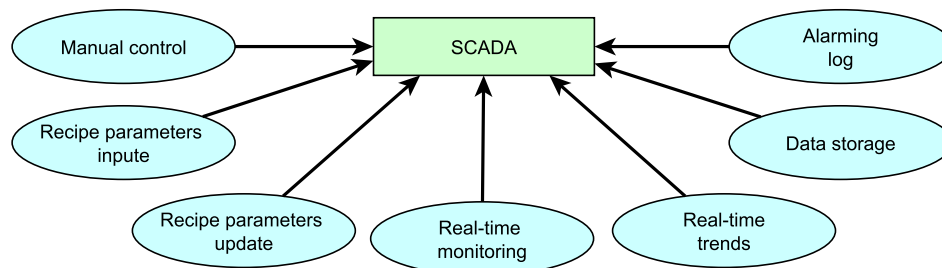 Manual control
SCADA
Alarming
log
Recipe parameters
inpute
Data storage
Recipe parameters
update
Real-time
monitoring
Real-time
trends